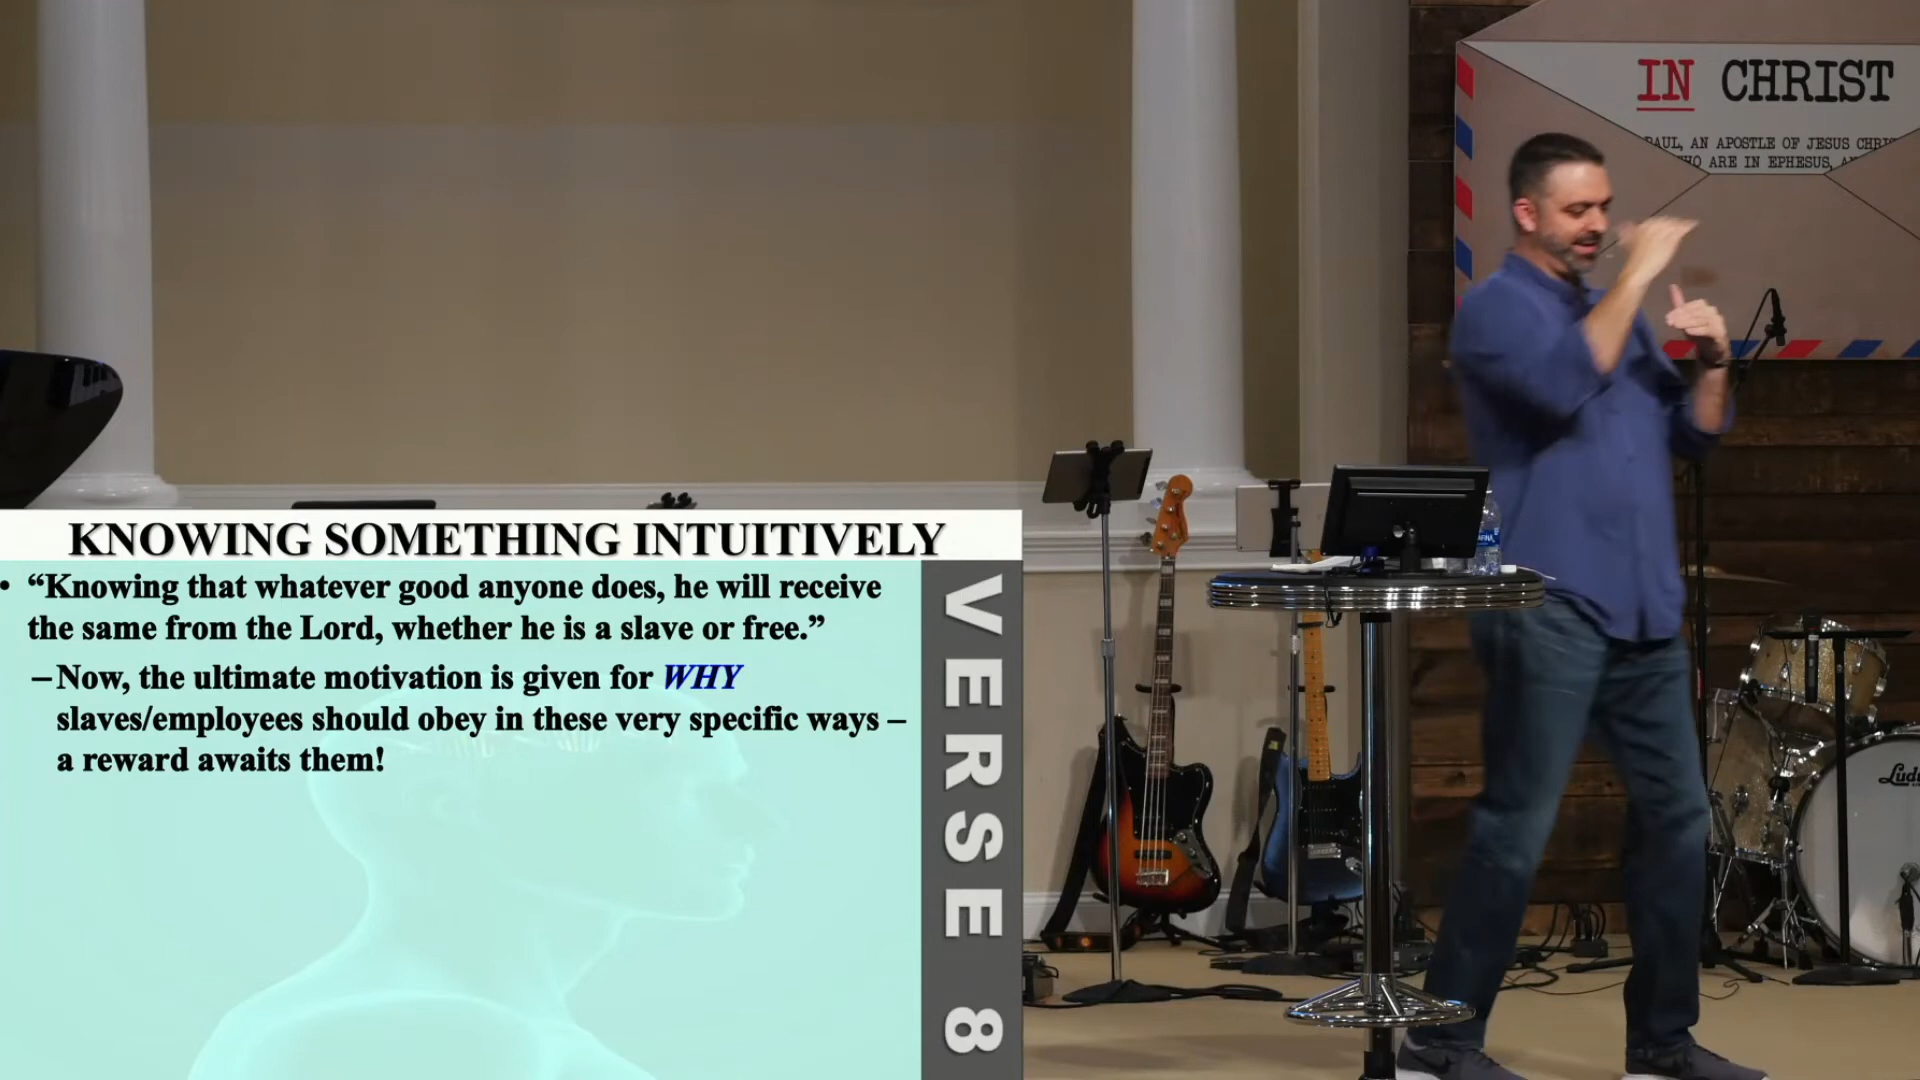 IN CHRIST
PAUL, AN APOSTLE OF JESUS
WHO ARE IN EPHESUS,
KNOWING SOMETHING INTUITIVELY
• “Knowing that whatever good anyone does, he will receive
the same from the Lord, whether he is a slave or free.”
– Now, the ultimate motivation is given for WHY
slaves/employees should obey in these very specific ways –
a reward awaits them!
VERSE 8